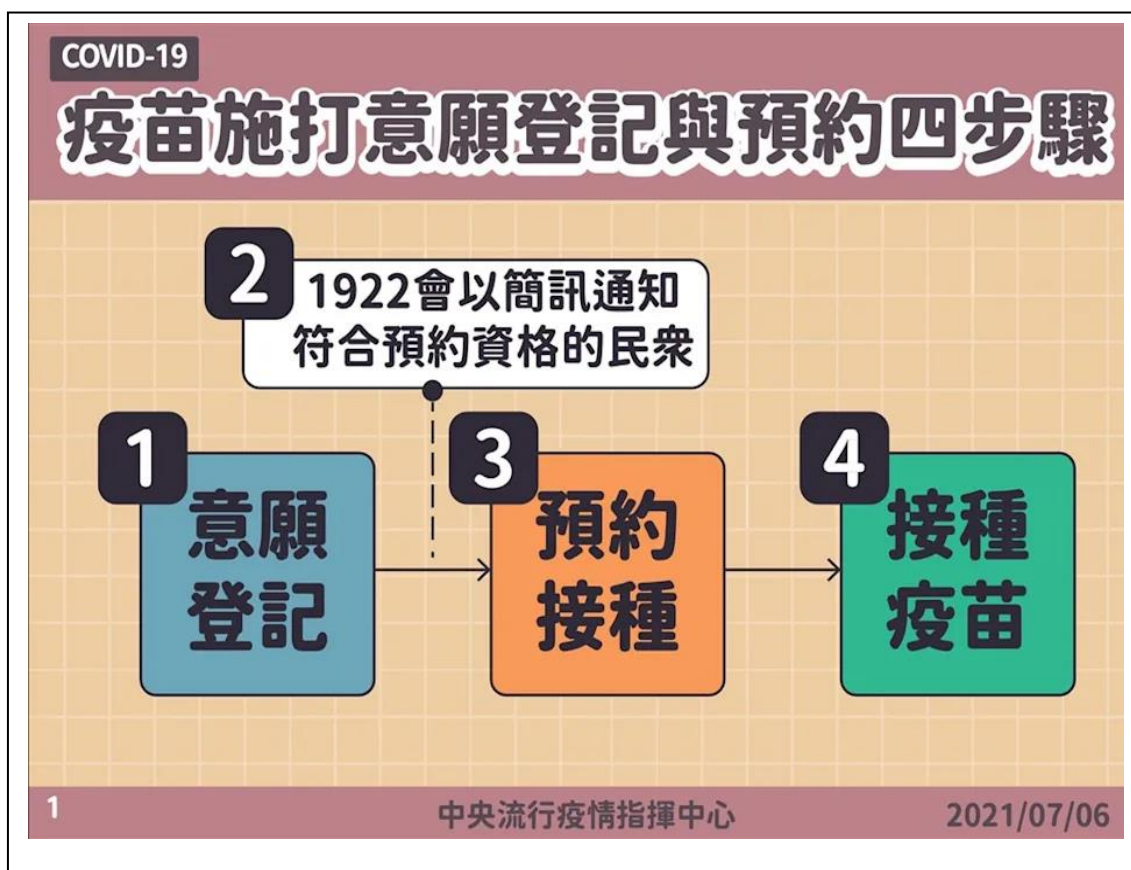 COVID-19
疫苗施打意願登記與預約四步驟
2
1922會以簡訊通知
符合預約資格的民眾
1
意願
登記
3
預約
接種
4
接種
疫苗
1
中央流行疫情指揮中心
2021/07/06